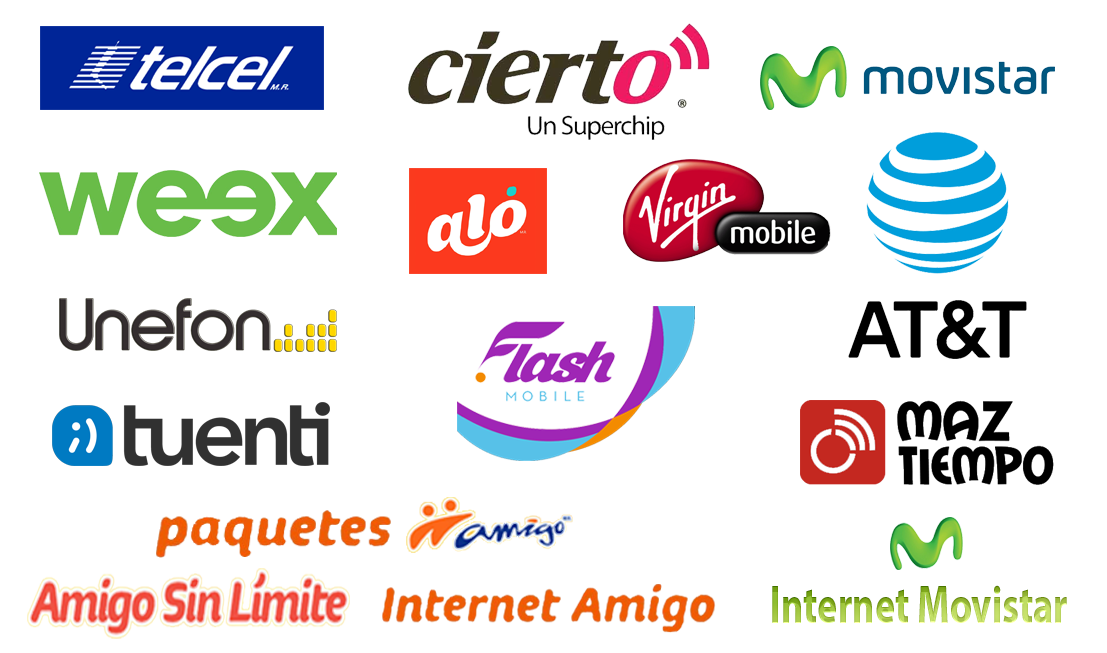 telcel M.R.
cierto ®
Un Superchip
movistar
weex
aló
Virgin
mobile
Unefon
AT&T
Flash
MOBILE
tuenti
MAZ
TIEMPO
paquetes amigo
Amigo Sin Límite
Internet Amigo
Internet Movistar